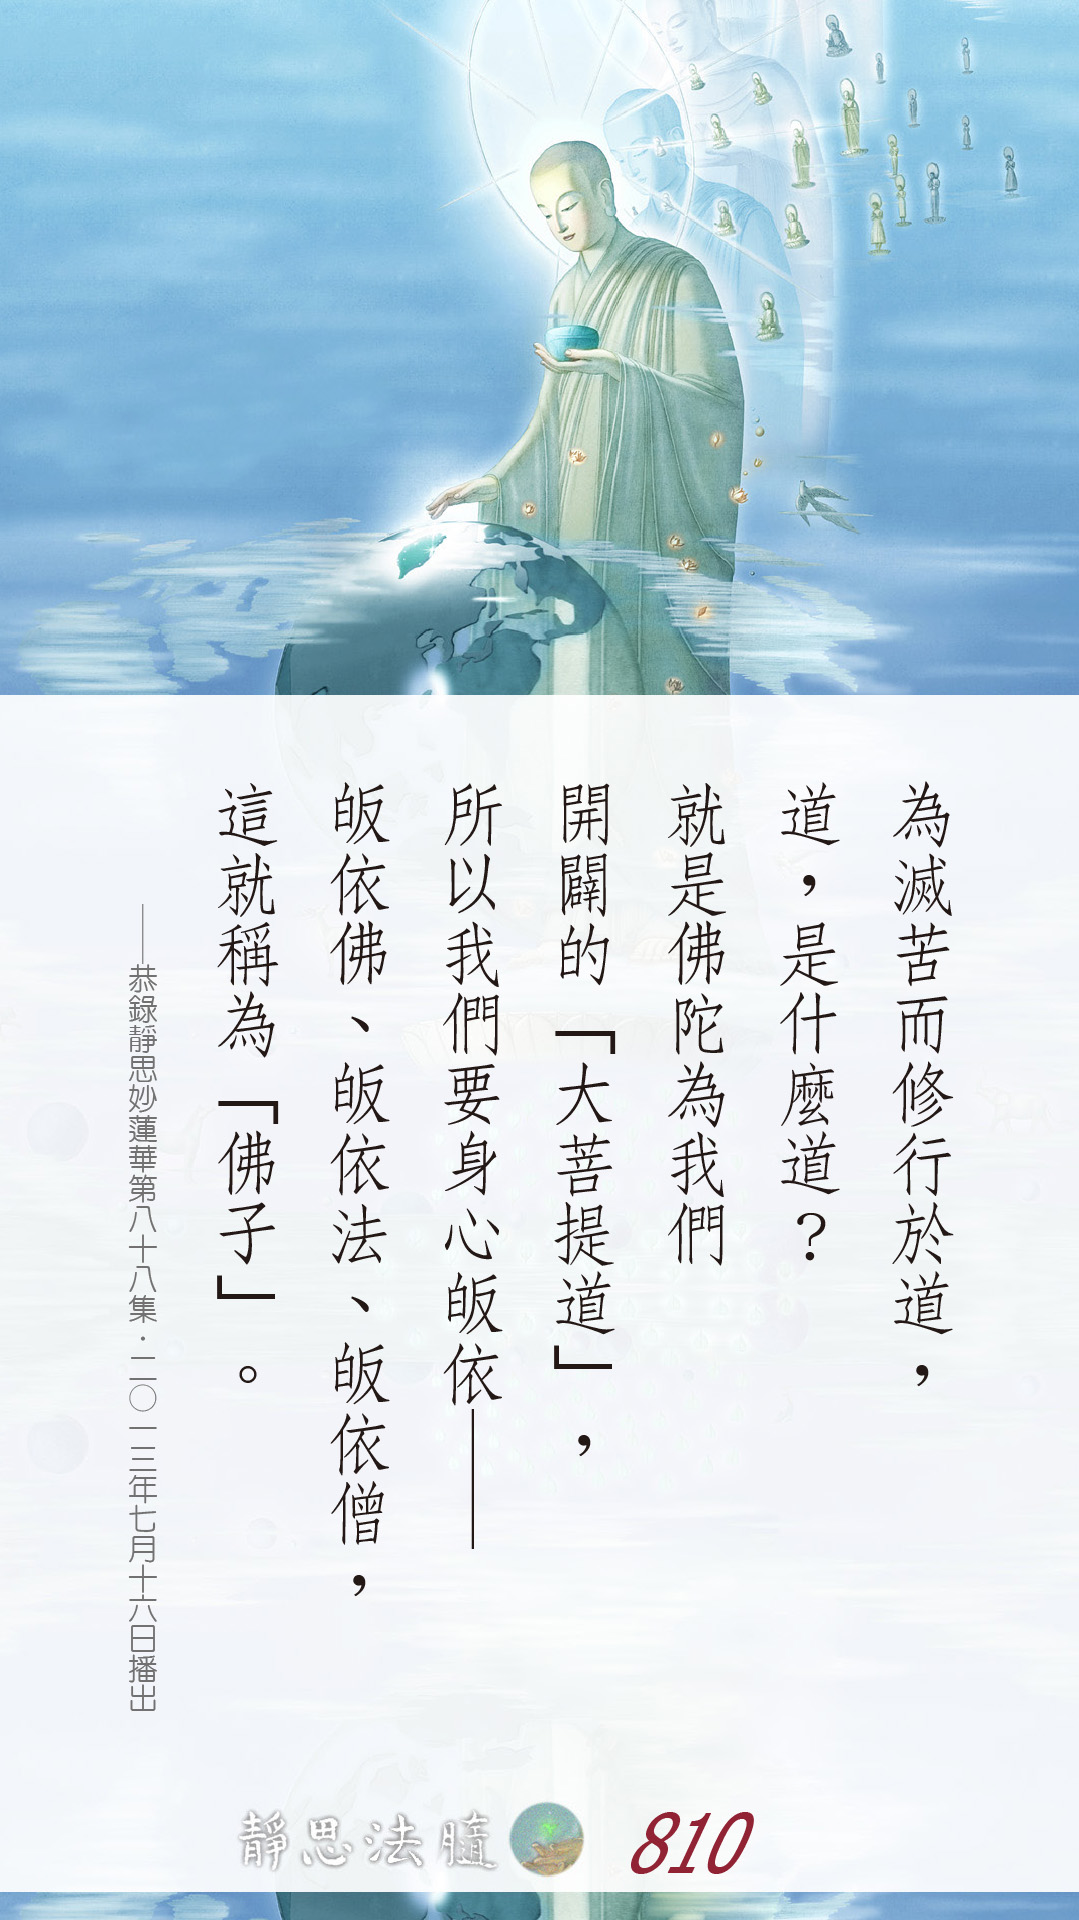 為滅苦而修行於道，
道，是什麼道？
就是佛陀為我們
開闢的「大菩提道」，
所以我們要身心皈依——
皈依佛、皈依法、皈依僧，
這就稱為「佛子」。
——恭錄靜思妙蓮華第八十八集·二〇一三年七月十六日播出
靜思法髓
810